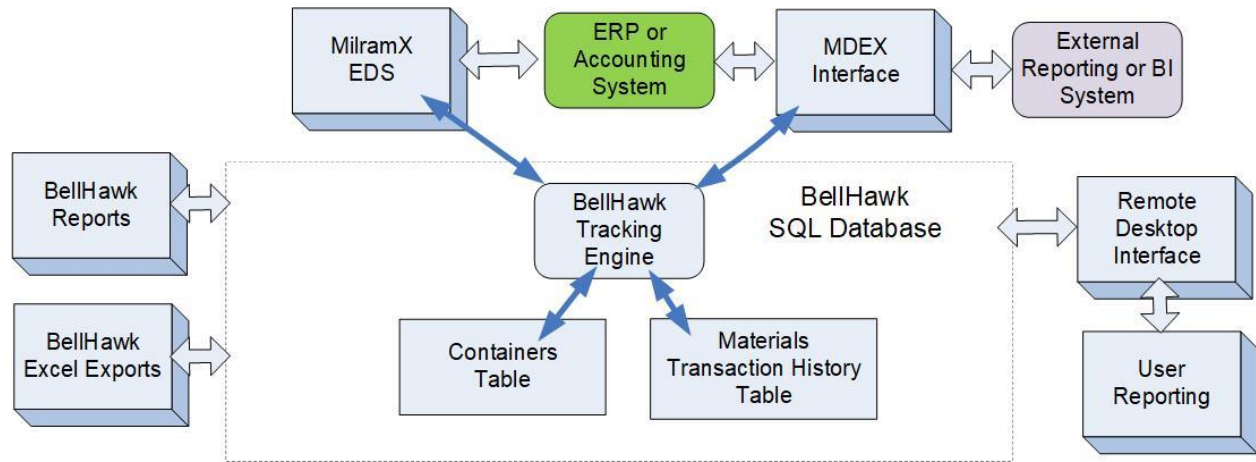 MilramX
EDS
ERP or
Accounting
System
MDEX
Interface
External
Reporting or BI
System
BellHawk
Reports
BellHawk
Tracking
Engine
BellHawk
SQL Database
Remote
Desktop
Interface
BellHawk
Excel Exports
Containers
Table
Materials
Transaction History
Table
User
Reporting